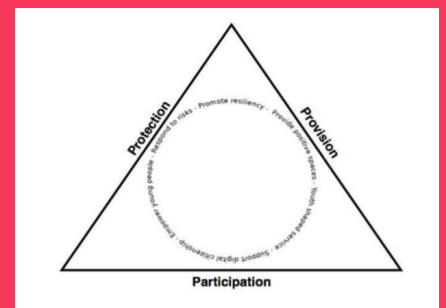 Protection
Provision
Participation
Respond to risks - Promote resiliency - Provide positive spaces - Youth shaped service - Support digital citizenship - Empower young people -